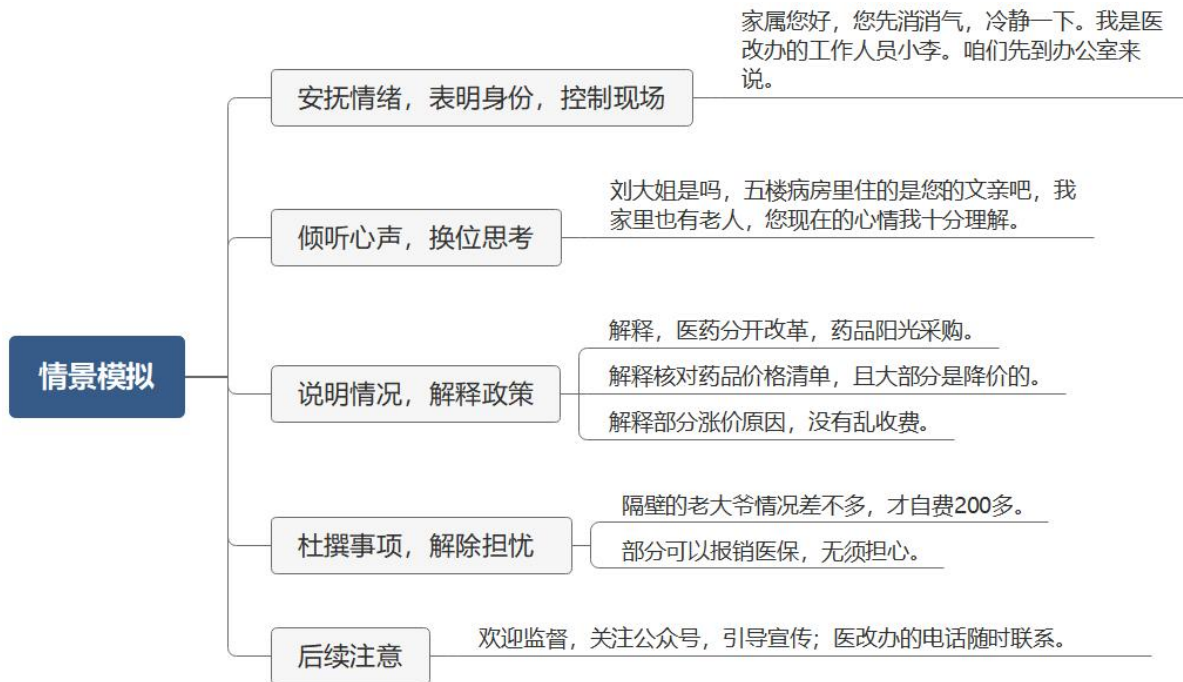 家属您好，您先消消气，冷静一下。我是医
改办的工作人员小李。咱们先到办公室来
说。
安抚情绪，表明身份，控制现场
刘大姐是吗，五楼病房里住的是您的文亲吧，我
家里也有老人，您现在的心情我十分理解。
倾听心声，换位思考
情景模拟
解释，医药分开改革，药品阳光采购。
解释核对药品价格清单，且大部分是降价的。
说明情况，解释政策
解释部分涨价原因，没有乱收费。
隔壁的老大爷情况差不多，才自费200多。
杜撰事项，解除担忧
部分可以报销医保，无须担心。
欢迎监督，关注公众号，引导宣传；医改办的电话随时联系。
后续注意